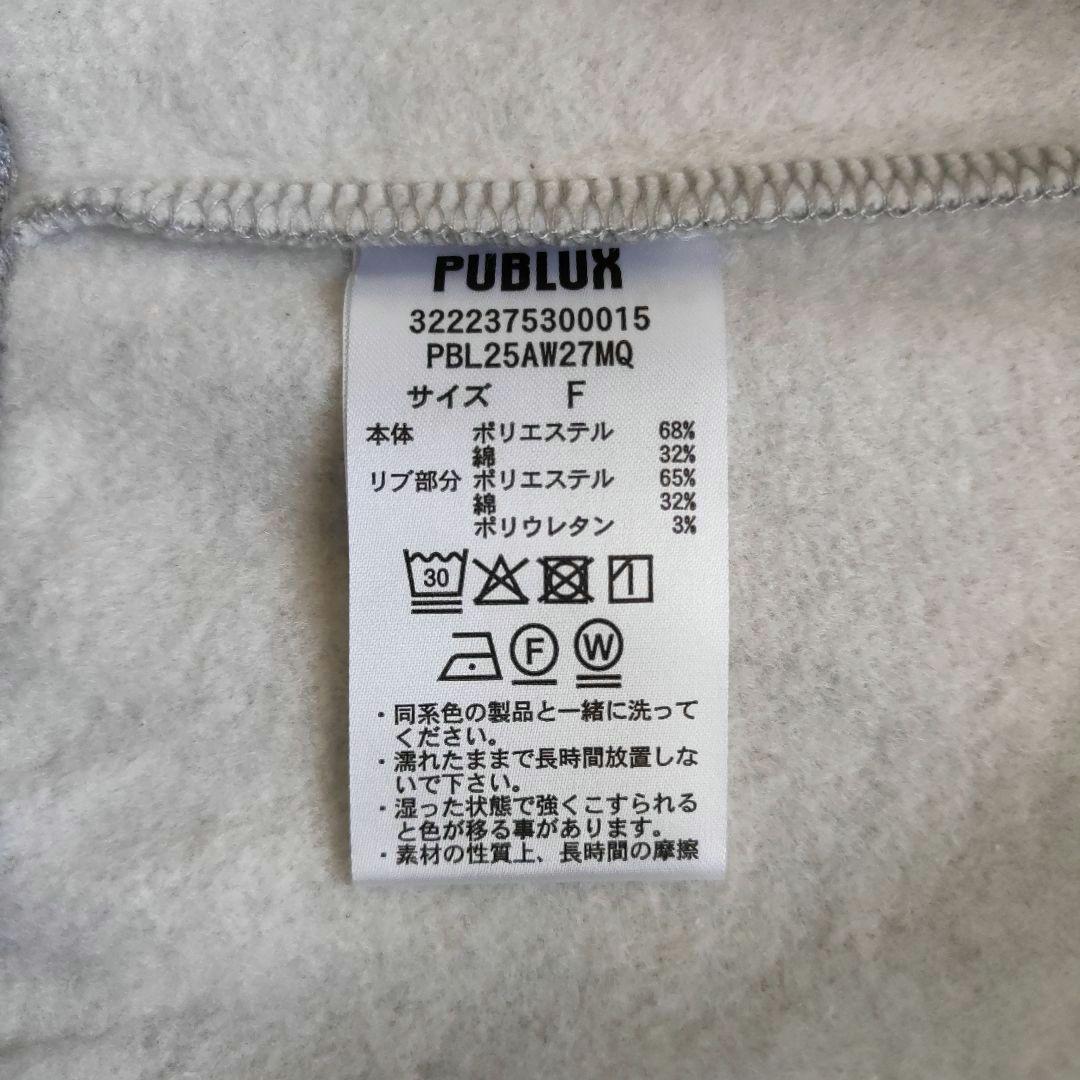 PUBLUX
3222375300015
PBL25AW27MQ
サイズ F
本体 ポリエステル 68%
綿 32%
リブ部分 ポリエステル 65%
綿 32%
ポリウレタン 3%
30
F W
・同系色の製品と一緒に洗って
ください。
・濡れたままで長時間放置しな
いで下さい。
・湿った状態で強くこすられる
と色が移る事があります。
・素材の性質上、長時間の摩擦